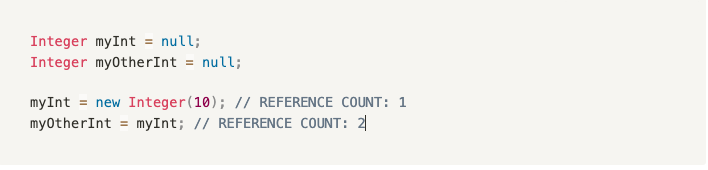 Integer myInt = null;
Integer myOtherInt = null;
myInt = new Integer(10); // REFERENCE COUNT: 1
myOtherInt = myInt; // REFERENCE COUNT: 2